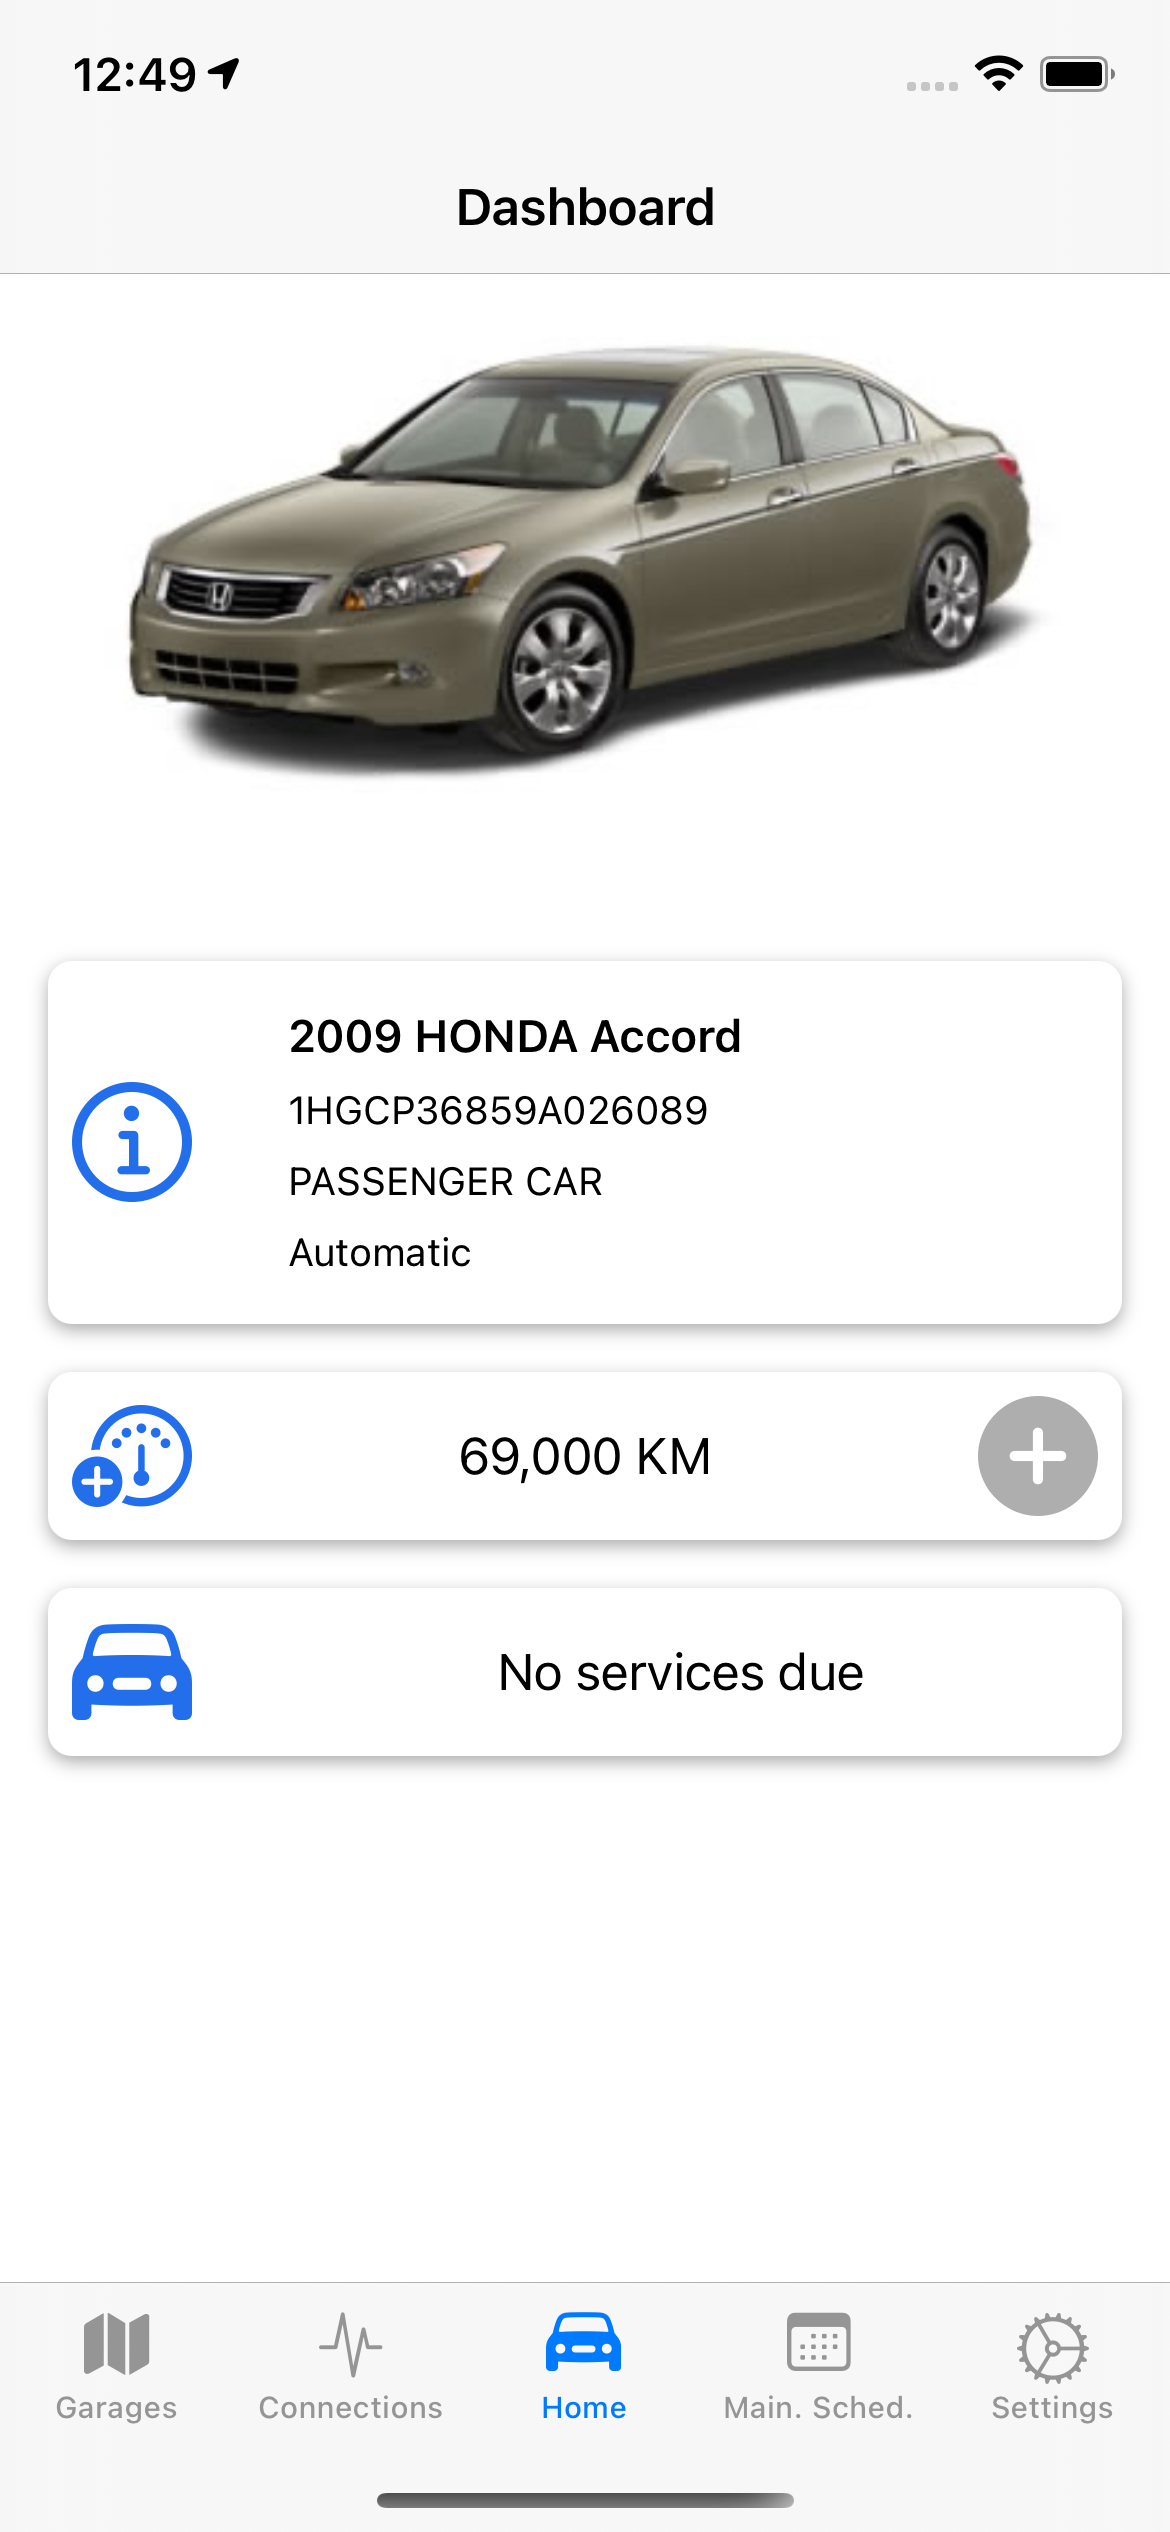 12:49
Dashboard
2009 HONDA Accord
1HGCP36859A026089
PASSENGER CAR
Automatic
69,000 KM
No services due
Garages
Connections
Home
Main. Sched.
Settings